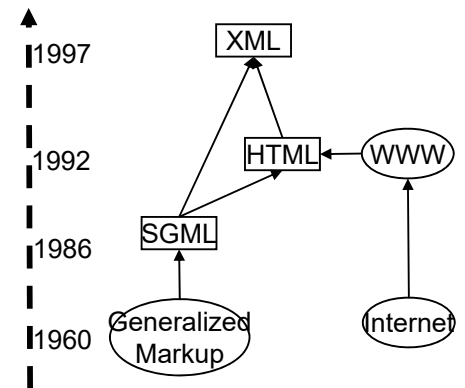 XML
1997
1992
HTML
WWW
SGML
1986
Generalized
Markup
Internet
1960